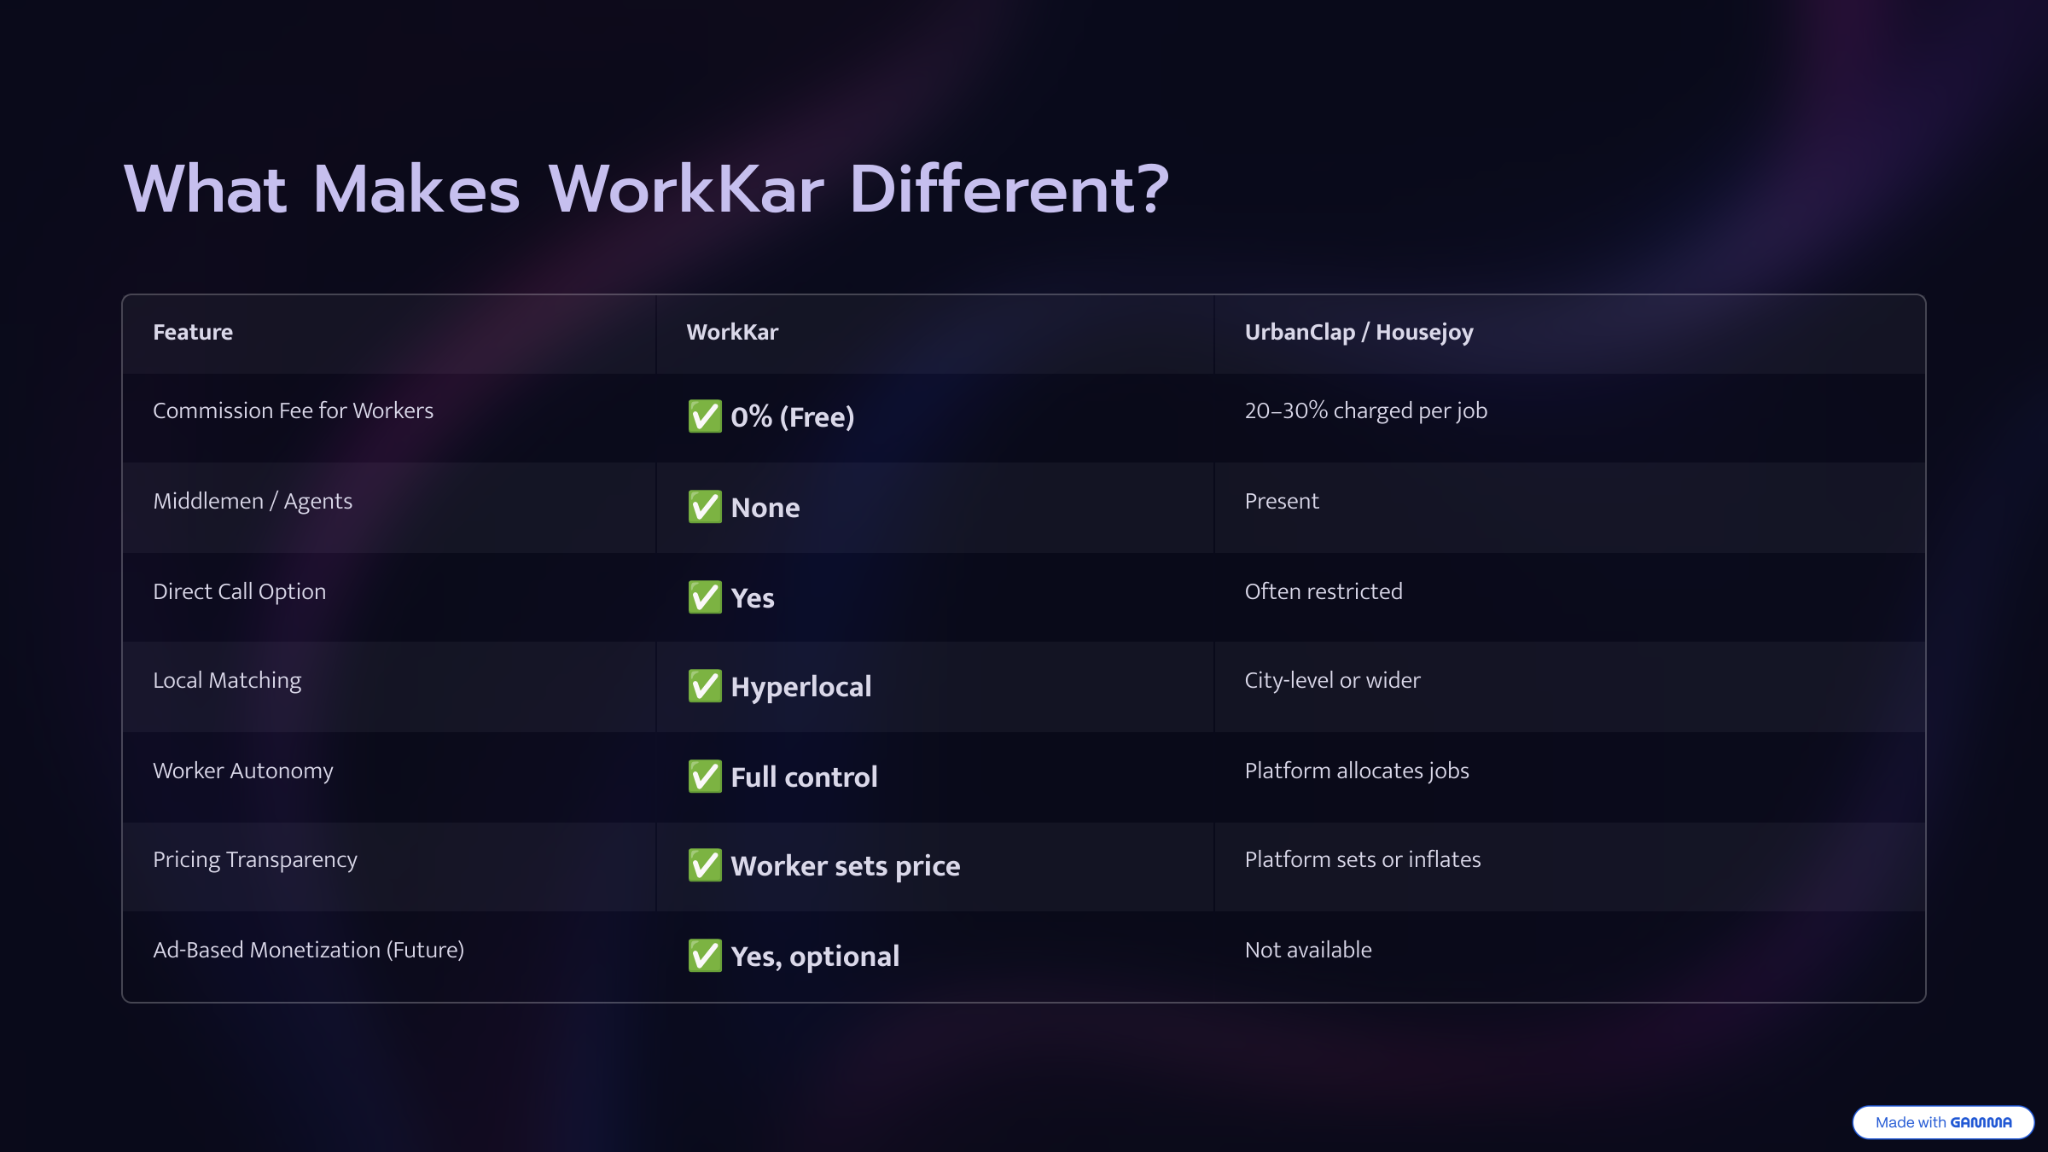 What Makes WorkKar Different?
Feature WorkKar UrbanClap / Housejoy
Commission Fee for Workers ✅ 0% (Free) 20–30% charged per job
Middlemen / Agents ✅ None Present
Direct Call Option ✅ Yes Often restricted
Local Matching ✅ Hyperlocal City-level or wider
Worker Autonomy ✅ Full control Platform allocates jobs
Pricing Transparency ✅ Worker sets price Platform sets or inflates
Ad-Based Monetization (Future) ✅ Yes, optional Not available
Made with GAMMA